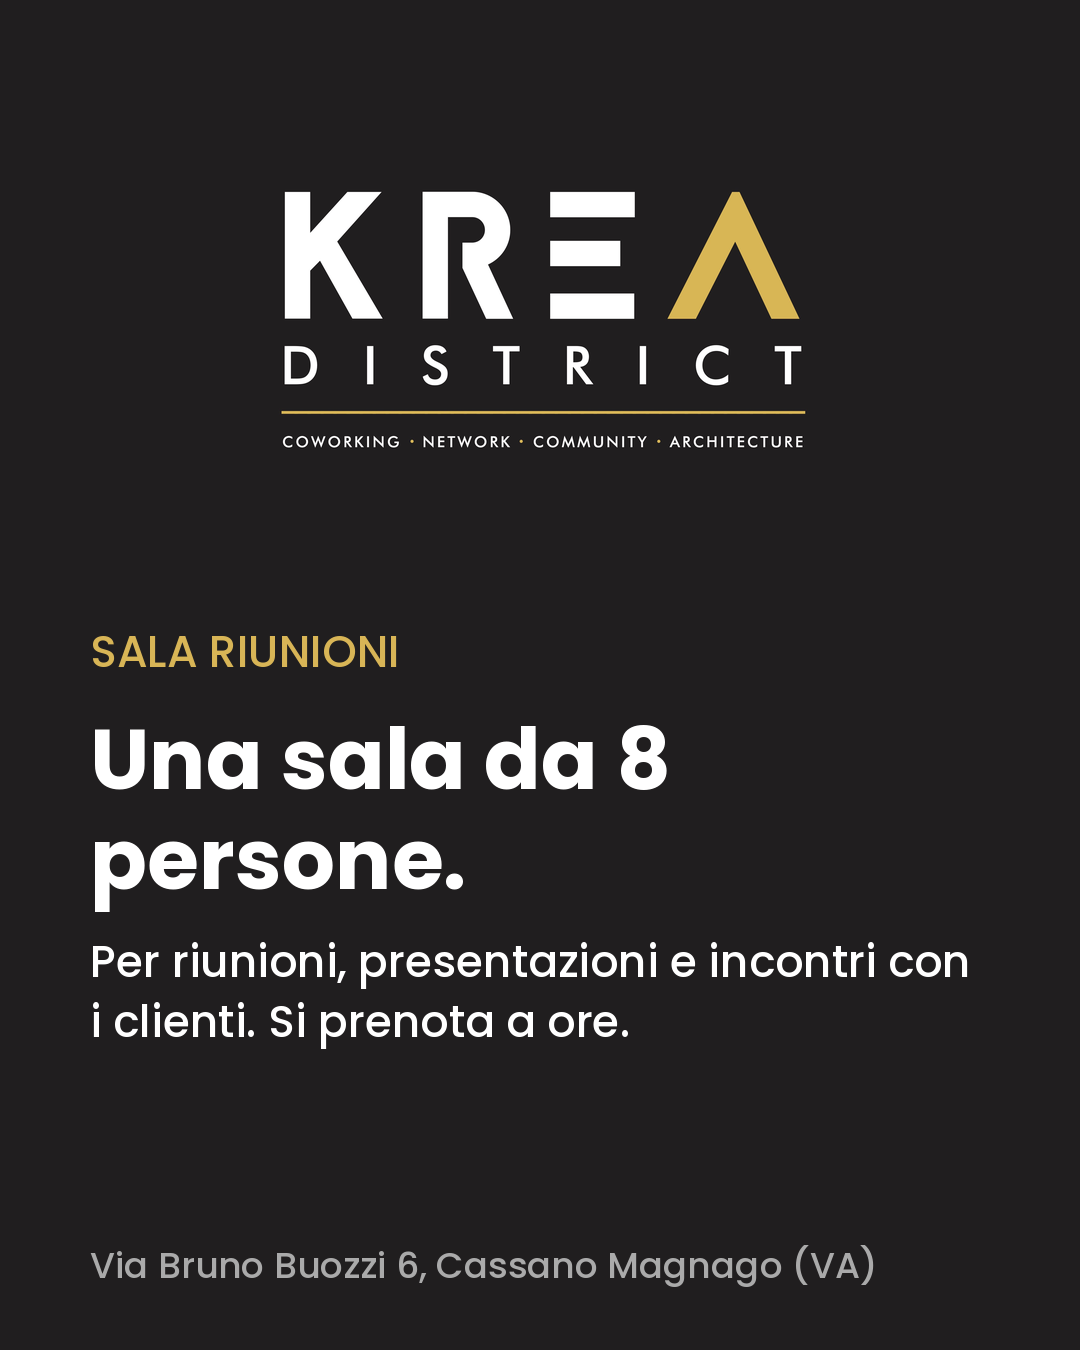 KREA
DISTRICT
COWORKING · NETWORK · COMMUNITY · ARCHITECTURE
SALA RIUNIONI
Una sala da 8
persone.
Per riunioni, presentazioni e incontri con
i clienti. Si prenota a ore.
Via Bruno Buozzi 6, Cassano Magnago (VA)